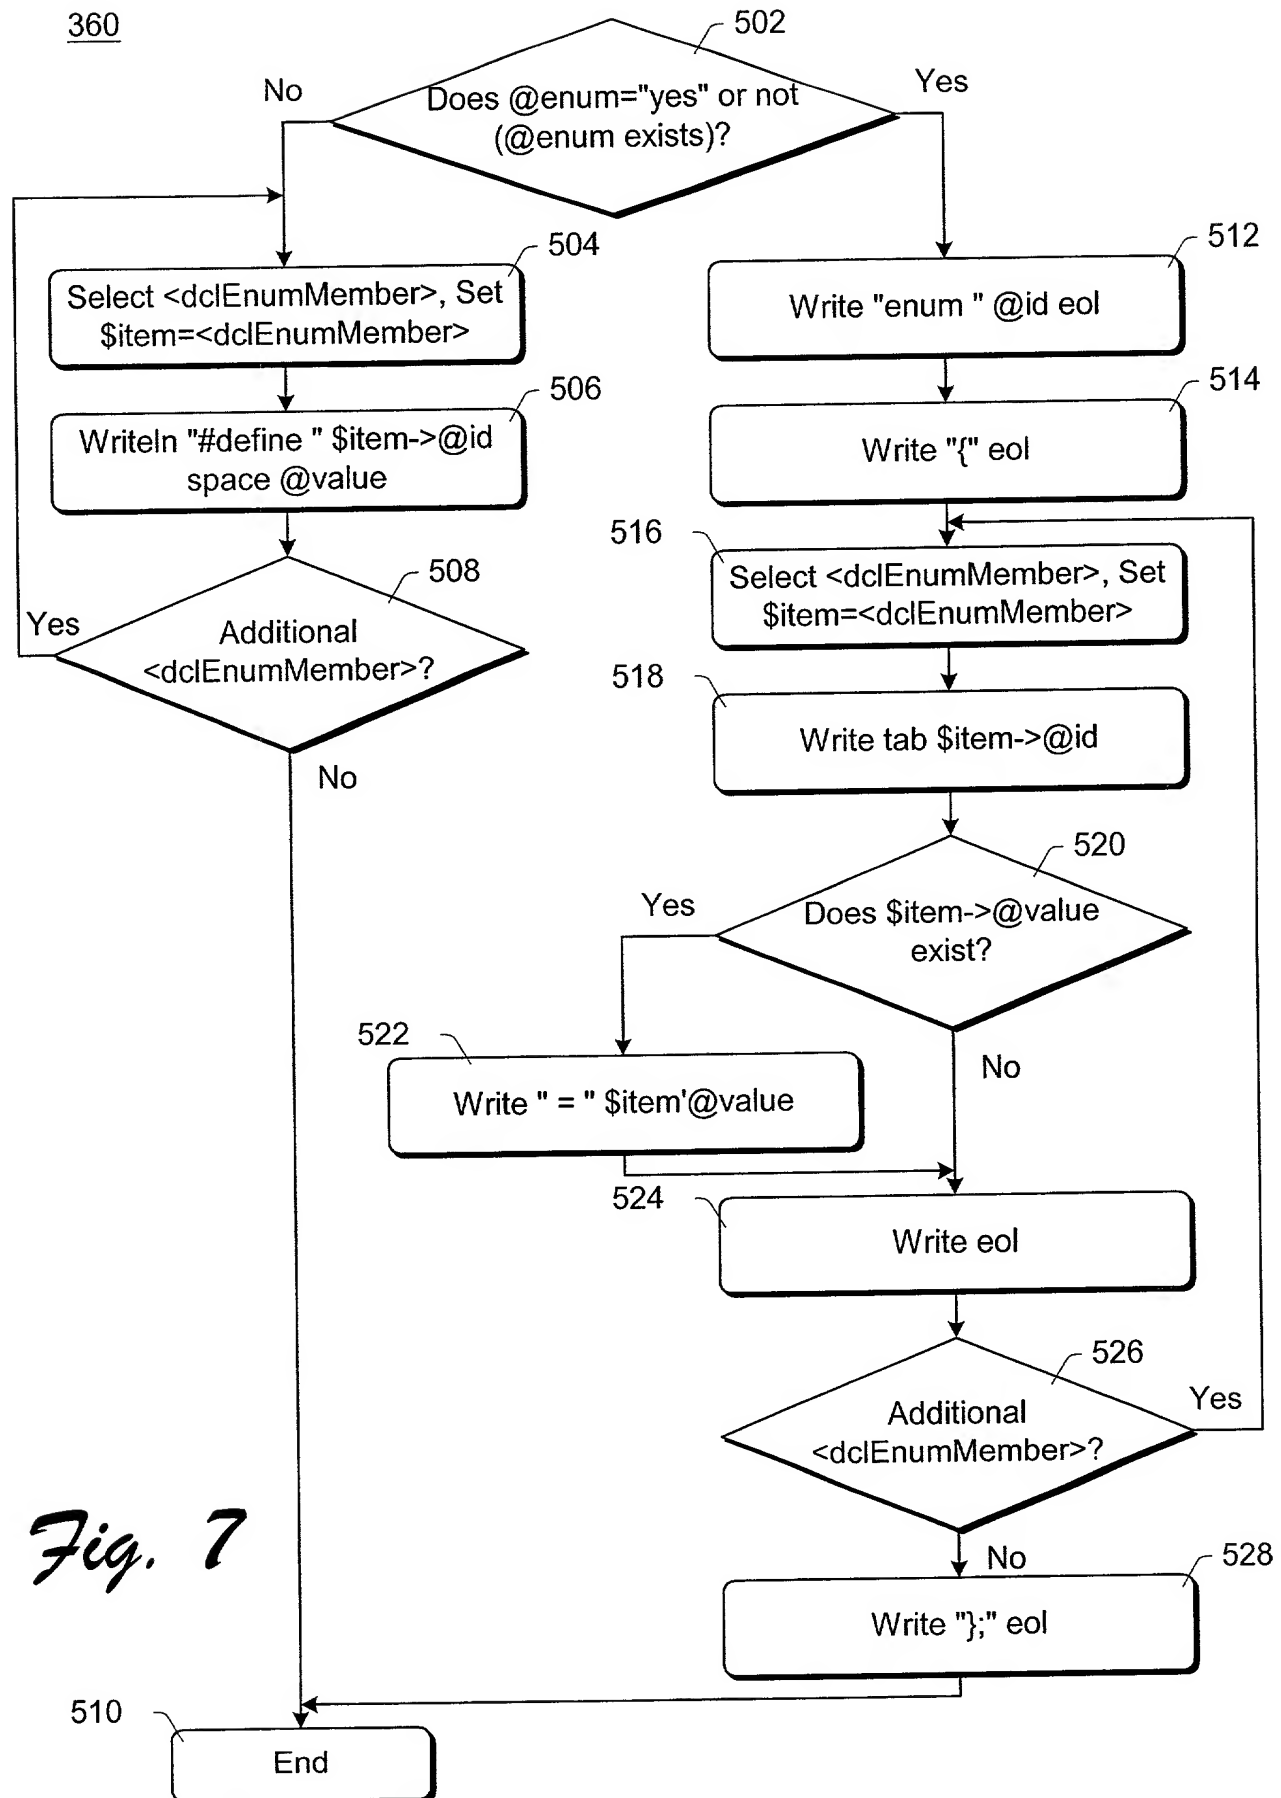 360
502
No
Yes
Does @enum="yes" or not
(@enum exists)?
504
Select <dclEnumMember>, Set
$item=<dclEnumMember>
506
Writeln "#define " $item->@id
space @value
508
Yes
Additional
<dclEnumMember>?
No
512
Write "enum " @id eol
514
Write "{" eol
516
Select <dclEnumMember>, Set
$item=<dclEnumMember>
518
Write tab $item->@id
520
Yes
Does $item->@value
exist?
No
522
Write " = " $item'@value
524
Write eol
526
Yes
Additional
<dclEnumMember>?
No
528
Write "};" eol
510
End
Fig. 7